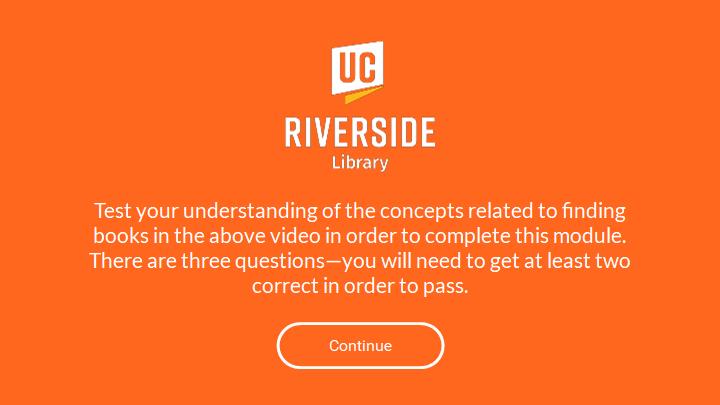 UC
RIVERSIDE
Library
Test your understanding of the concepts related to finding
books in the above video in order to complete this module.
There are three questions—you will need to get at least two
correct in order to pass.
Continue